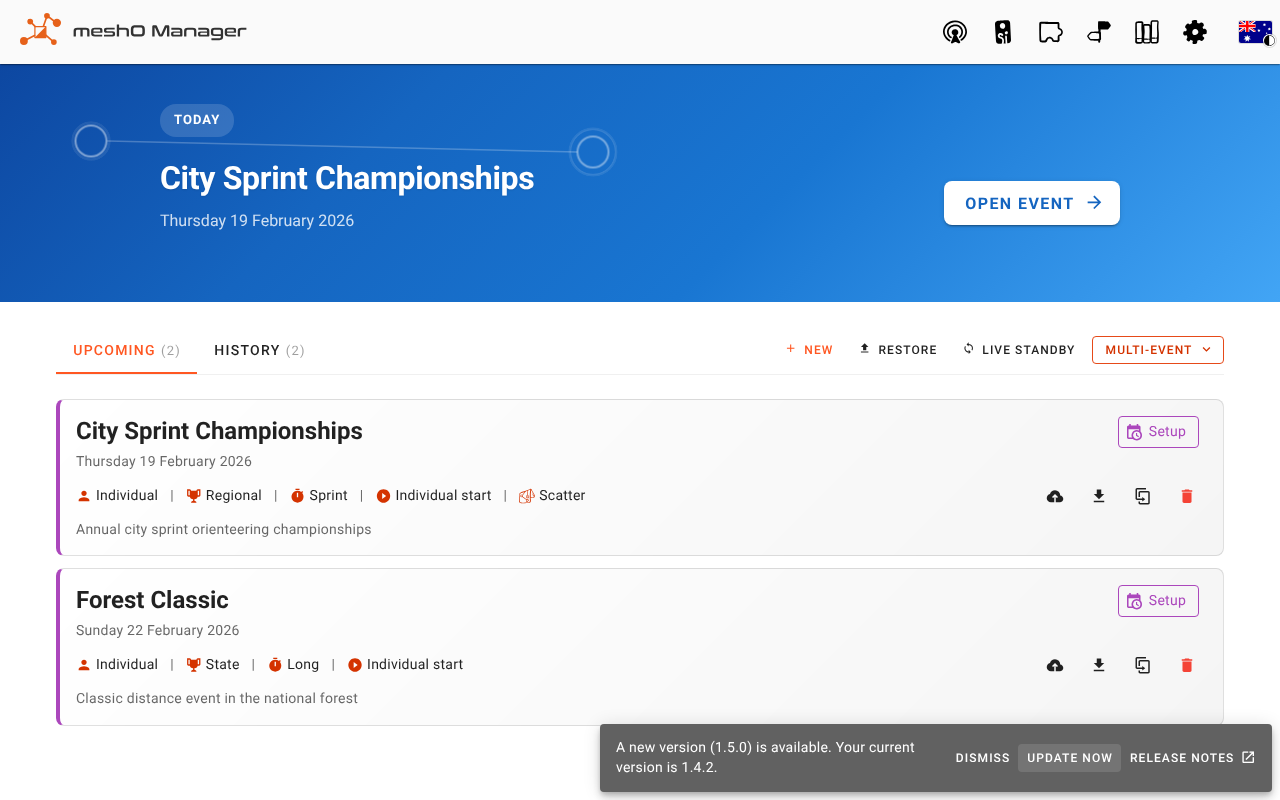 meshO Manager
Si
TODAY
City Sprint Championships
Thursday 19 February 2026
OPEN EVENT
UPCOMING (2)
HISTORY (2)
+ NEW
RESTORE
LIVE STANDBY
MULTI-EVENT
City Sprint Championships
Setup
Thursday 19 February 2026
Individual | Regional | Sprint | Individual start | Scatter
Annual city sprint orienteering championships
Forest Classic
Setup
Sunday 22 February 2026
Individual | State | Long | Individual start
Classic distance event in the national forest
A new version (1.5.0) is available. Your current
version is 1.4.2.
DISMISS
UPDATE NOW
RELEASE NOTES